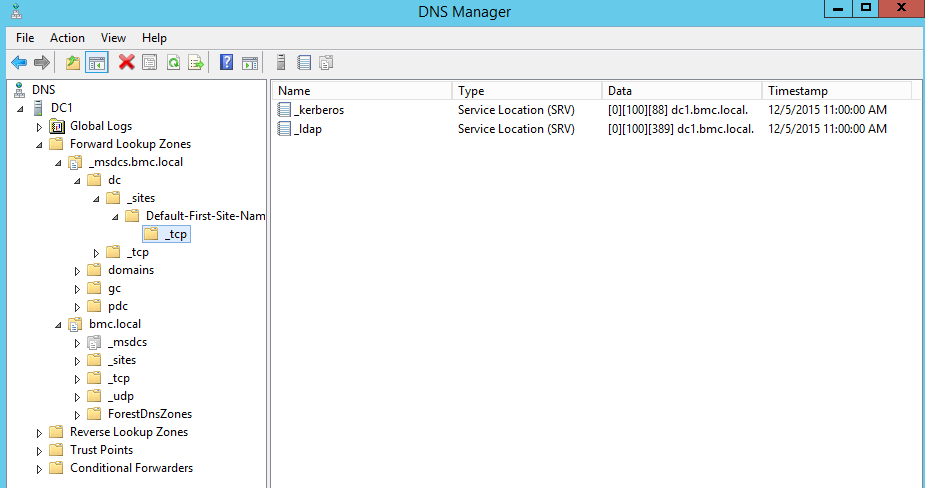 DNS Manager
File Action View Help
DNS
DC1
Global Logs
Forward Lookup Zones
_msdcs.bmc.local
dc
_sites
Default-First-Site-Nam
_tcp
_tcp
domains
gc
pdc
bmc.local
_msdcs
_sites
_tcp
_udp
ForestDnsZones
Reverse Lookup Zones
Trust Points
Conditional Forwarders
Name Type Data Timestamp
_kerberos Service Location (SRV) [0][100][88] dc1.bmc.local. 12/5/2015 11:00:00 AM
_ldap Service Location (SRV) [0][100][389] dc1.bmc.local. 12/5/2015 11:00:00 AM